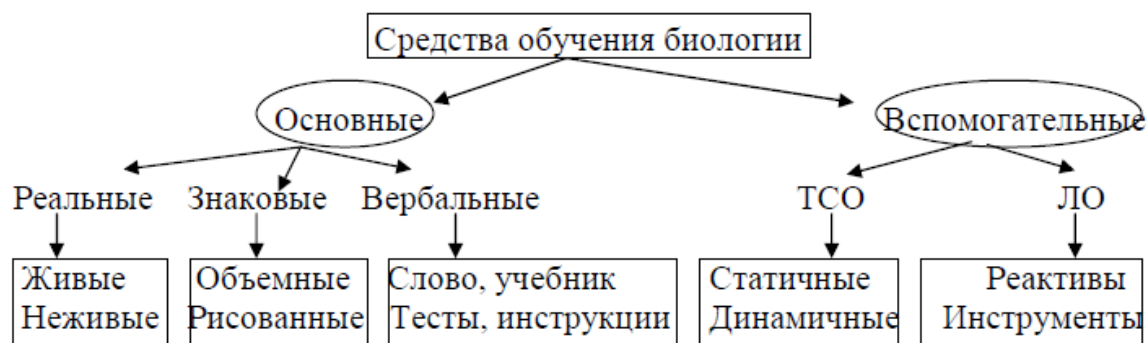 Средства обучения биологии
Основные
Вспомогательные
Реальные
Знаковые
Вербальные
ТСО
ЛО
Живые
Неживые
Объемные
Рисованные
Слово, учебник
Тесты, инструкции
Статичные
Динамичные
Реактивы
Инструменты